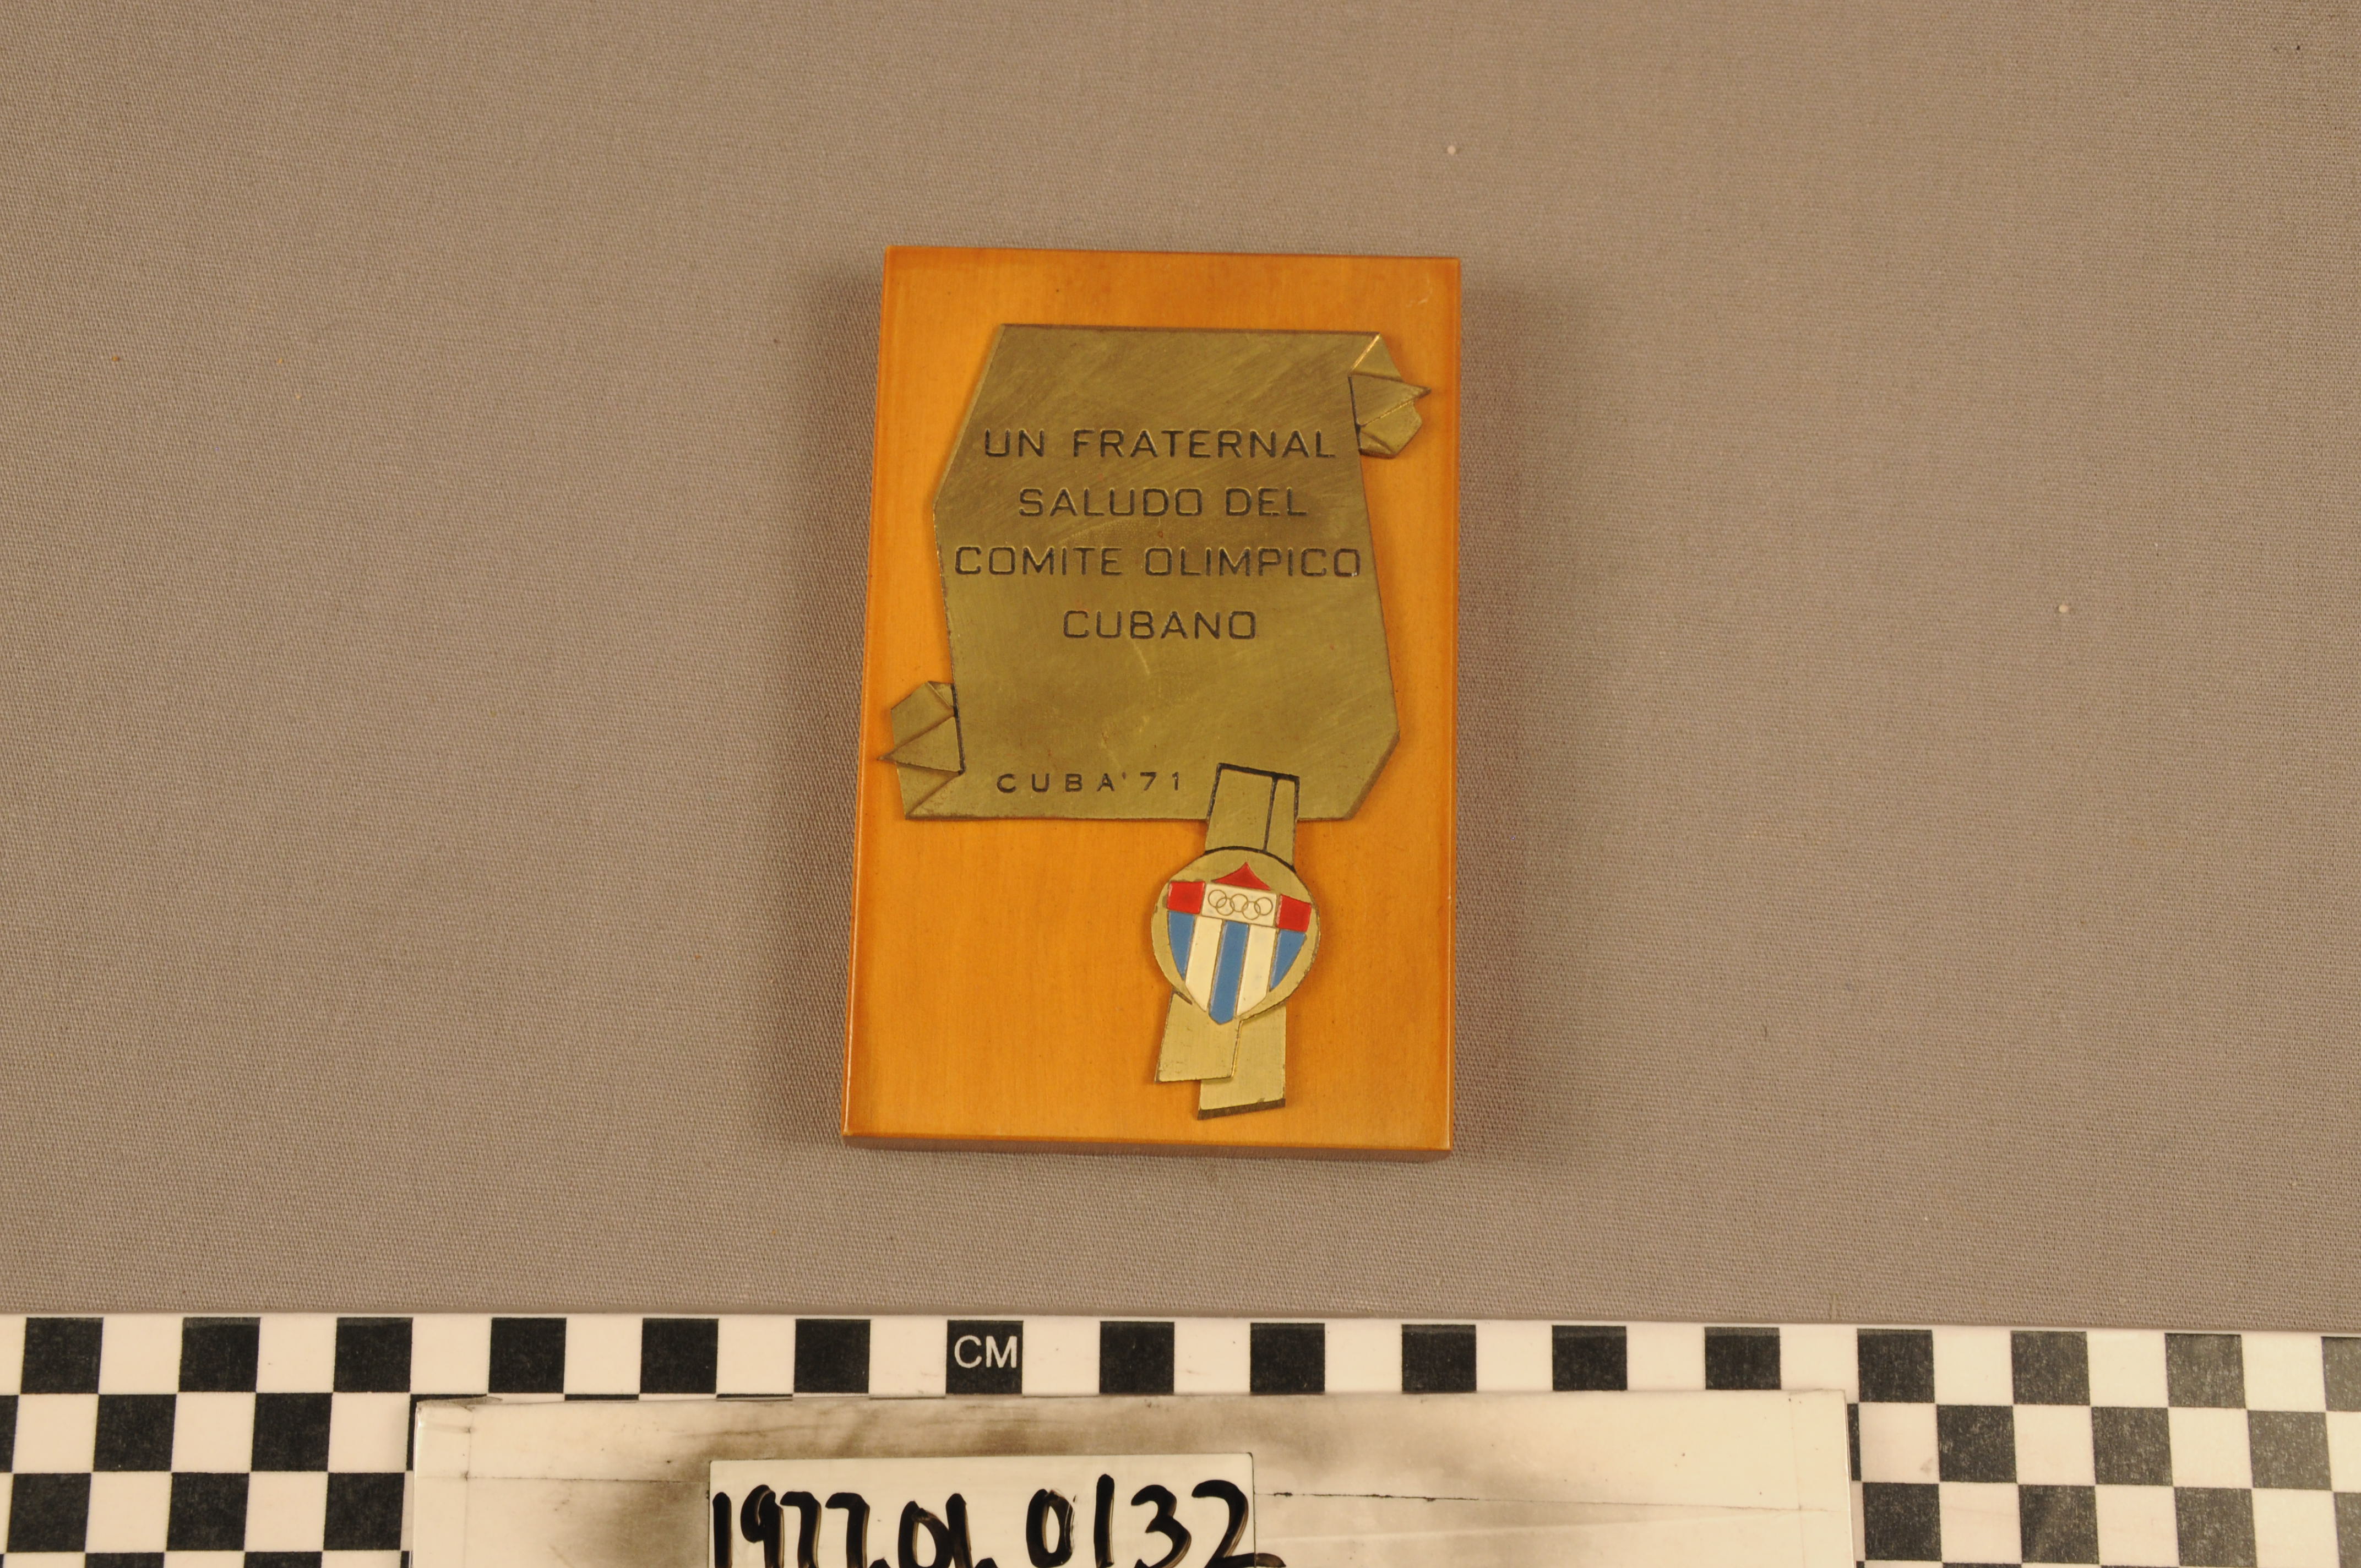 UN FRATERNAL
SALUDO DEL
COMITE OLIMPICO
CUBANO
CUBA'71
CM
1977.01.0132